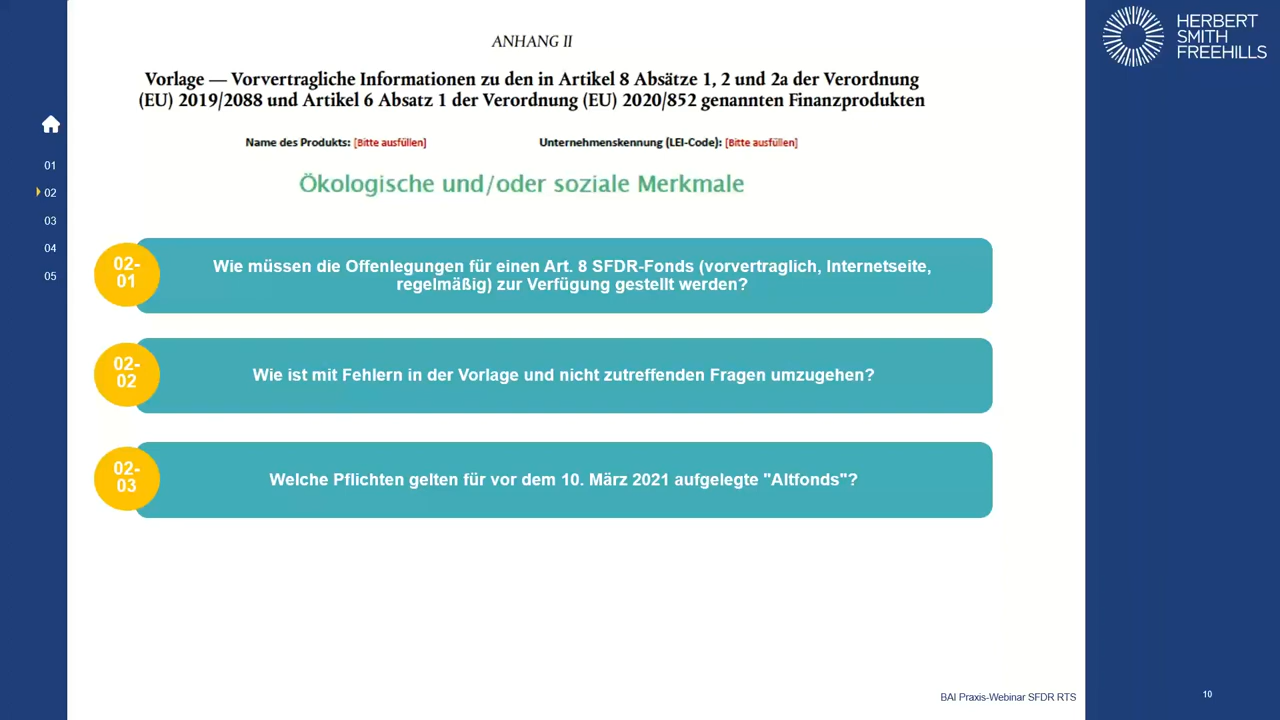 HERBERT
SMITH
FREEHILLS
ANHANG II
Vorlage — Vorvertragliche Informationen zu den in Artikel 8 Absätze 1, 2 und 2a der Verordnung
(EU) 2019/2088 und Artikel 6 Absatz 1 der Verordnung (EU) 2020/852 genannten Finanzprodukten
Name des Produkts: [Bitte ausfüllen] Unternehmenskennung (LEI-Code): [Bitte ausfüllen]
Ökologische und/oder soziale Merkmale
01
02
03
04
05
02-
01
Wie müssen die Offenlegungen für einen Art. 8 SFDR-Fonds (vorvertraglich, Internetseite,
regelmäßig) zur Verfügung gestellt werden?
02-
02
Wie ist mit Fehlern in der Vorlage und nicht zutreffenden Fragen umzugehen?
02-
03
Welche Pflichten gelten für vor dem 10. März 2021 aufgelegte "Altfonds"?
BAI Praxis-Webinar SFDR RTS
10